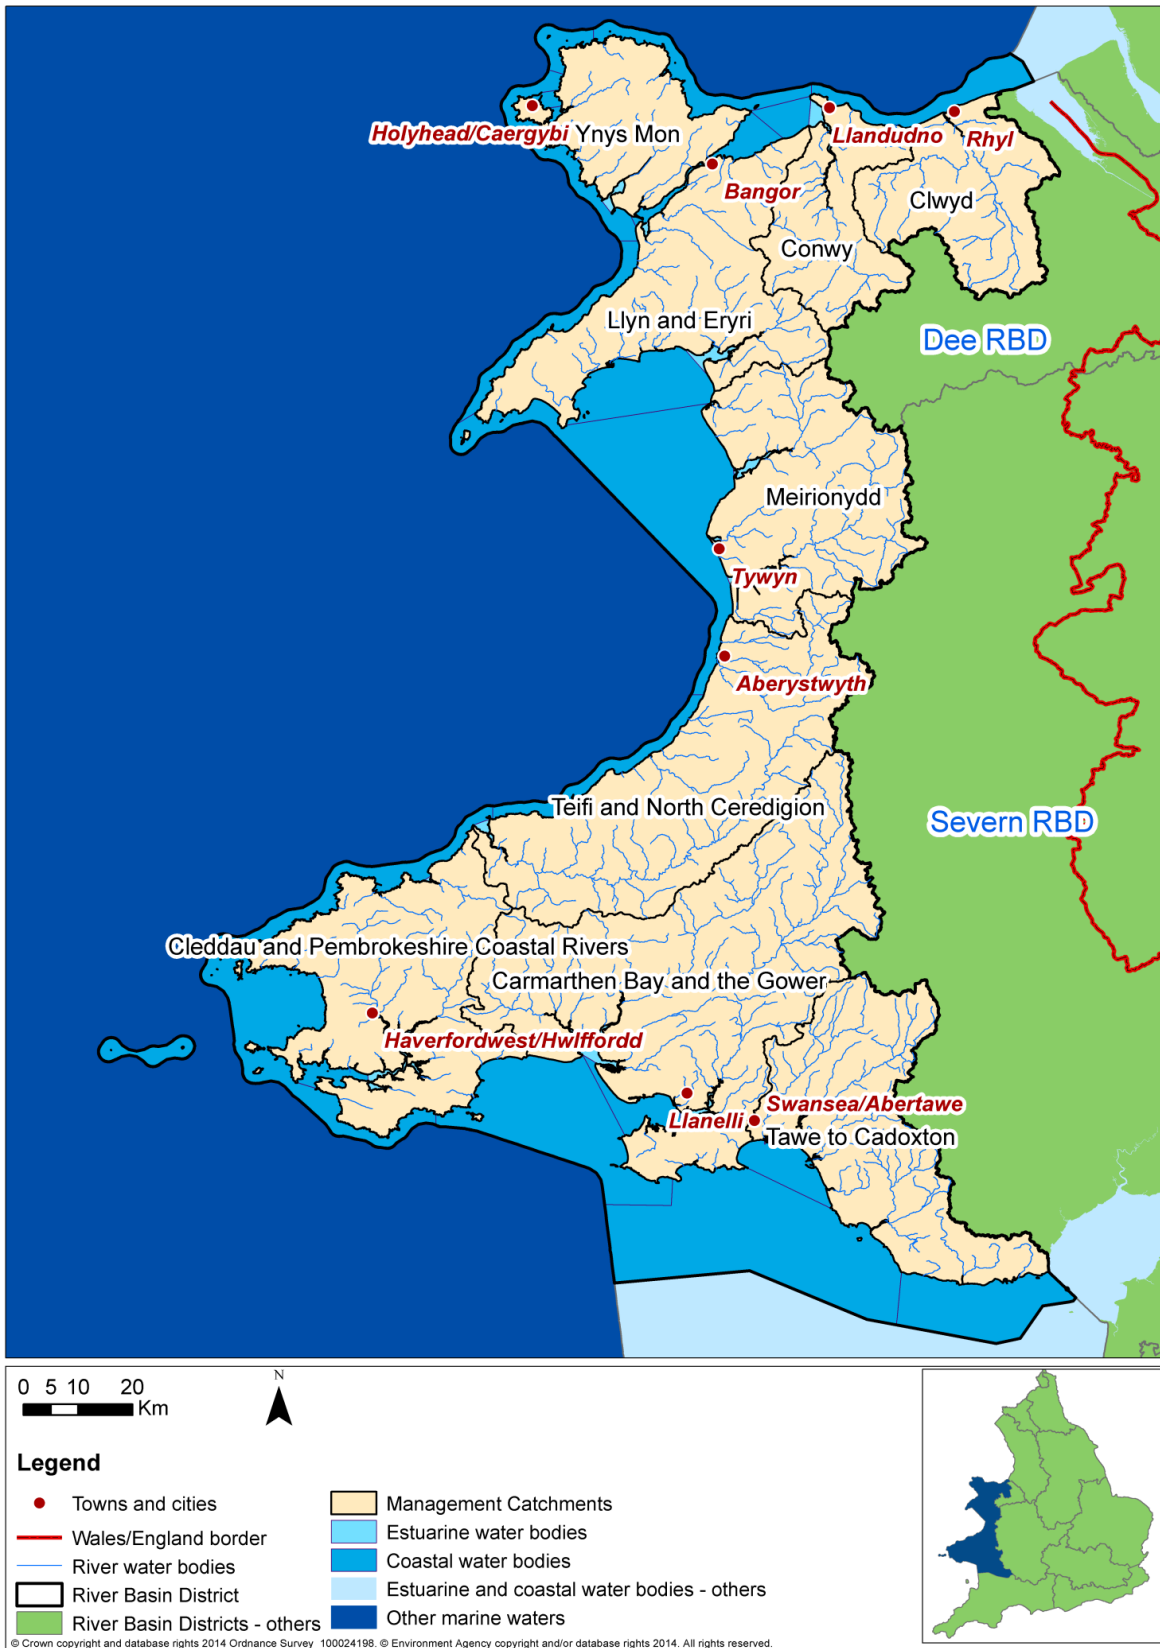 Holyhead/Caergybi
Ynys Mon
Llandudno
Rhyl
Bangor
Clwyd
Conwy
Llyn and Eryri
Dee RBD
Meirionydd
Tywyn
Aberystwyth
Teifi and North Ceredigion
Severn RBD
Cleddau and Pembrokeshire Coastal Rivers
Carmarthen Bay and the Gower
Haverfordwest/Hwlffordd
Swansea/Abertawe
Llanelli
Tawe to Cadoxton
0 5 10 20
Km
N
Legend
Towns and cities
Wales/England border
River water bodies
River Basin District
River Basin Districts - others
Management Catchments
Estuarine water bodies
Coastal water bodies
Estuarine and coastal water bodies - others
Other marine waters
© Crown copyright and database rights 2014 Ordnance Survey 100024198. © Environment Agency copyright and/or database rights 2014. All rights reserved.